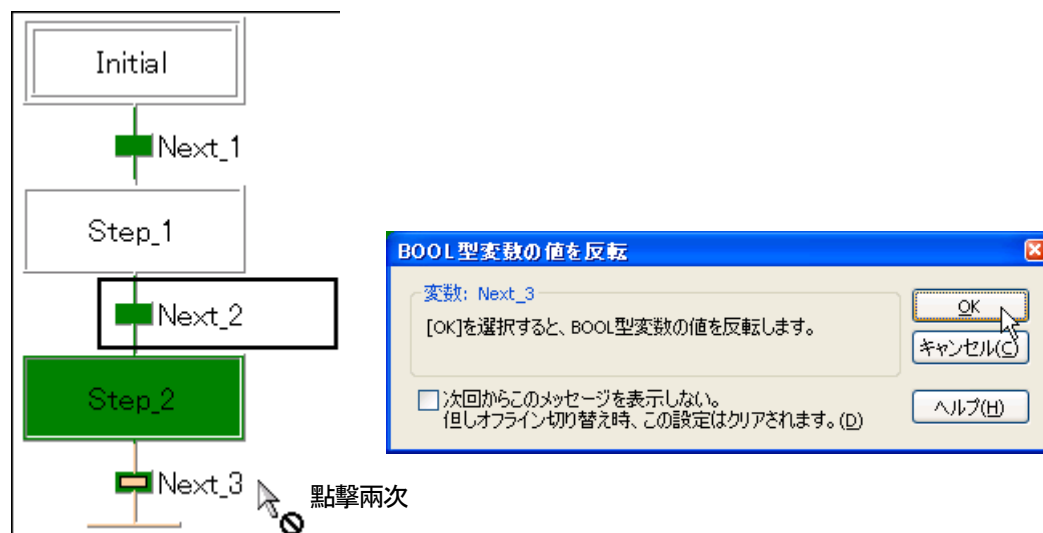 Initial
Next_1
Step_1
Next_2
Step_2
Next_3
點擊兩次
BOOL型変数の値を反転
変数: Next_3
[OK]を選択すると、BOOL型変数の値を反転します。
OK
キャンセル(C)
次回からこのメッセージを表示しない。
但しオフライン切り替え時、この設定はクリアされます。(D)
ヘルプ(H)